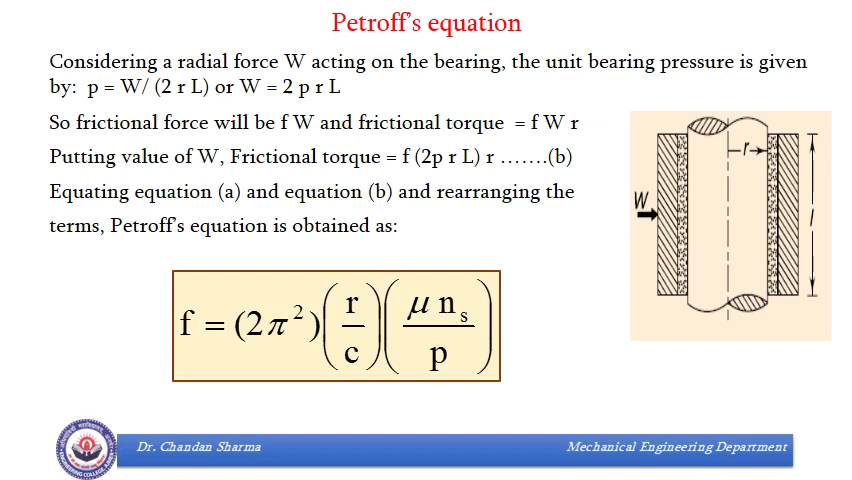 Petroff's equation
Considering a radial force W acting on the bearing, the unit bearing pressure is given
by: p = W/ (2 r L) or W = 2 p r L
So frictional force will be f W and frictional torque = f W r
Putting value of W, Frictional torque = f (2p r L) r …….(b)
Equating equation (a) and equation (b) and rearranging the
terms, Petroff's equation is obtained as:
f = (2π²) (r/c) (μ nₛ/p)
r
W
l
Dr. Chandan Sharma
Mechanical Engineering Department